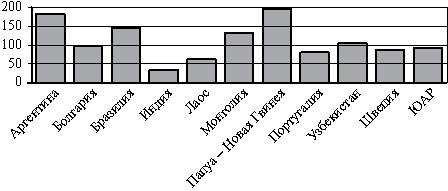 200
150
100
50
0
Аргентина
Болгария
Бразилия
Индия
Лаос
Монголия
Папуа – Новая Гвинея
Португалия
Узбекистан
Швеция
ЮАР